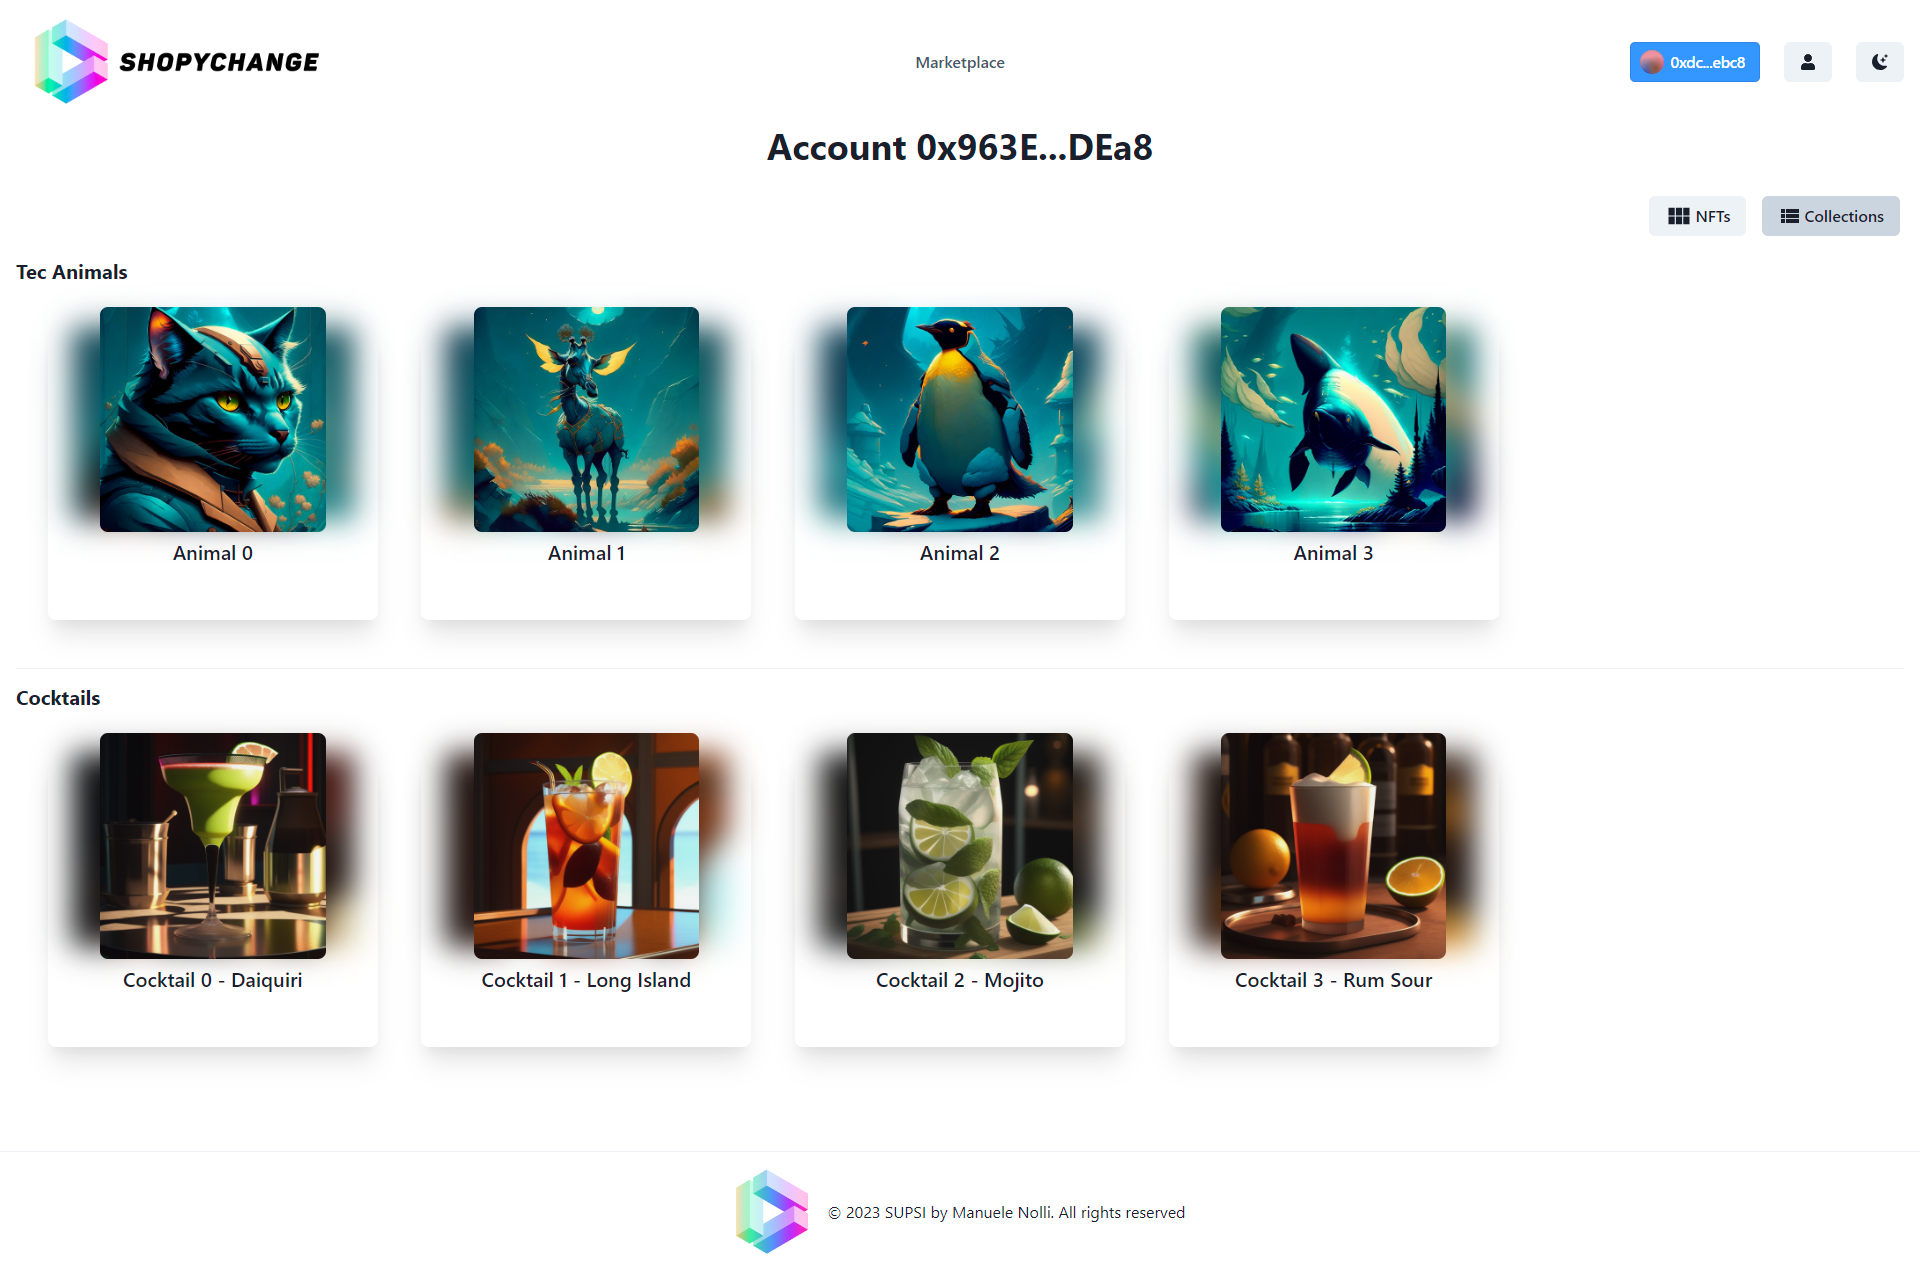 SHOPYCHANGE
Marketplace
0xdc...ebc8
Account 0x963E...DEa8
NFTs
Collections
Tec Animals
Animal 0
Animal 1
Animal 2
Animal 3
Cocktails
Cocktail 0 - Daiquiri
Cocktail 1 - Long Island
Cocktail 2 - Mojito
Cocktail 3 - Rum Sour
© 2023 SUPSI by Manuele Nolli. All rights reserved